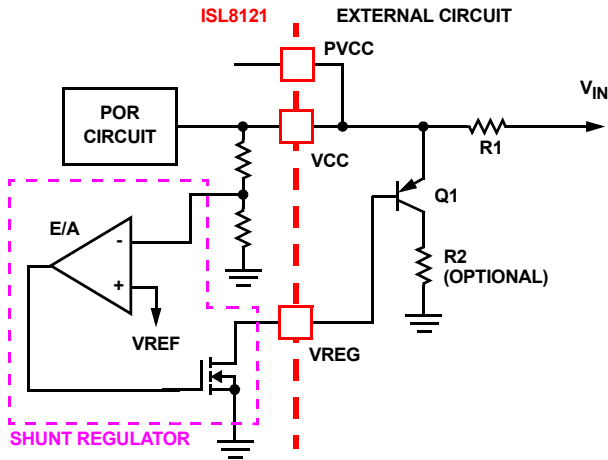 ISL8121
EXTERNAL CIRCUIT
PVCC
VIN
POR
CIRCUIT
VCC
R1
Q1
E/A
-
+
R2
(OPTIONAL)
VREF
VREG
SHUNT REGULATOR